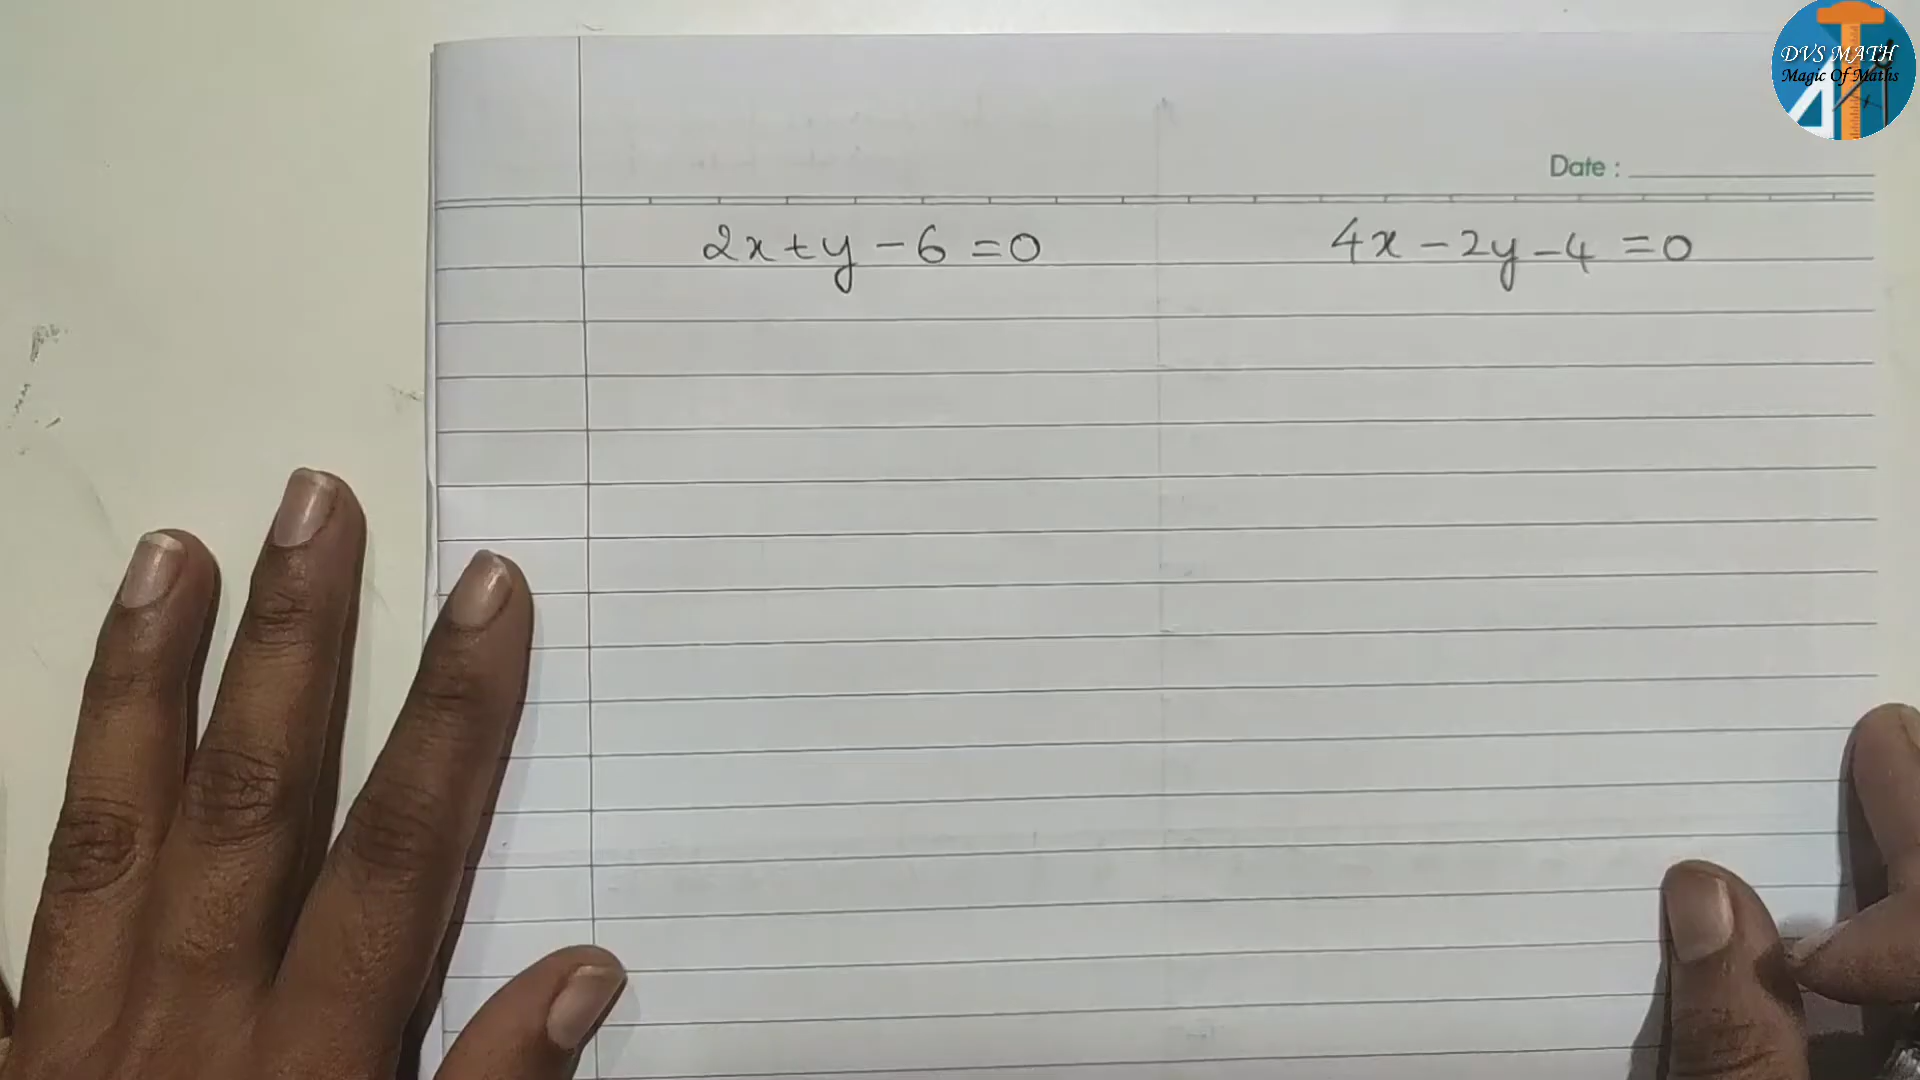 DVS MATH
Magic Of Maths
Date :
2x + y - 6 = 0
4x - 2y - 4 = 0